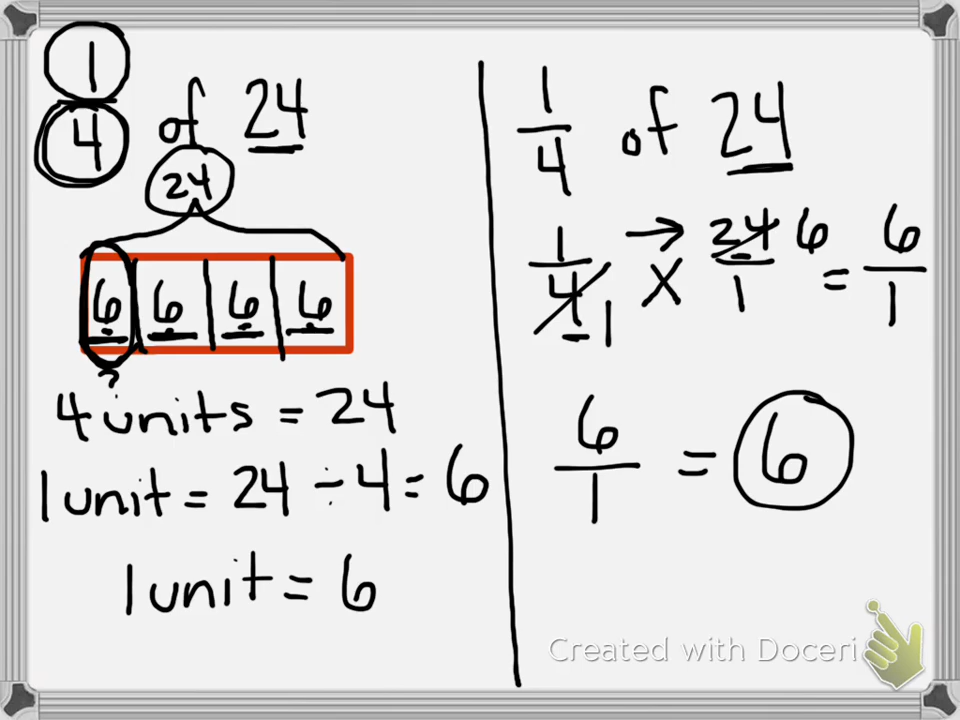 1/4 of 24
24
6 6 6 6
?
4 units = 24
1 unit = 24 ÷ 4 = 6
1 unit = 6
1/4 of 24
1/4 1 → X 24/1 6 = 6/1
6/1 = 6
Created with Doceri